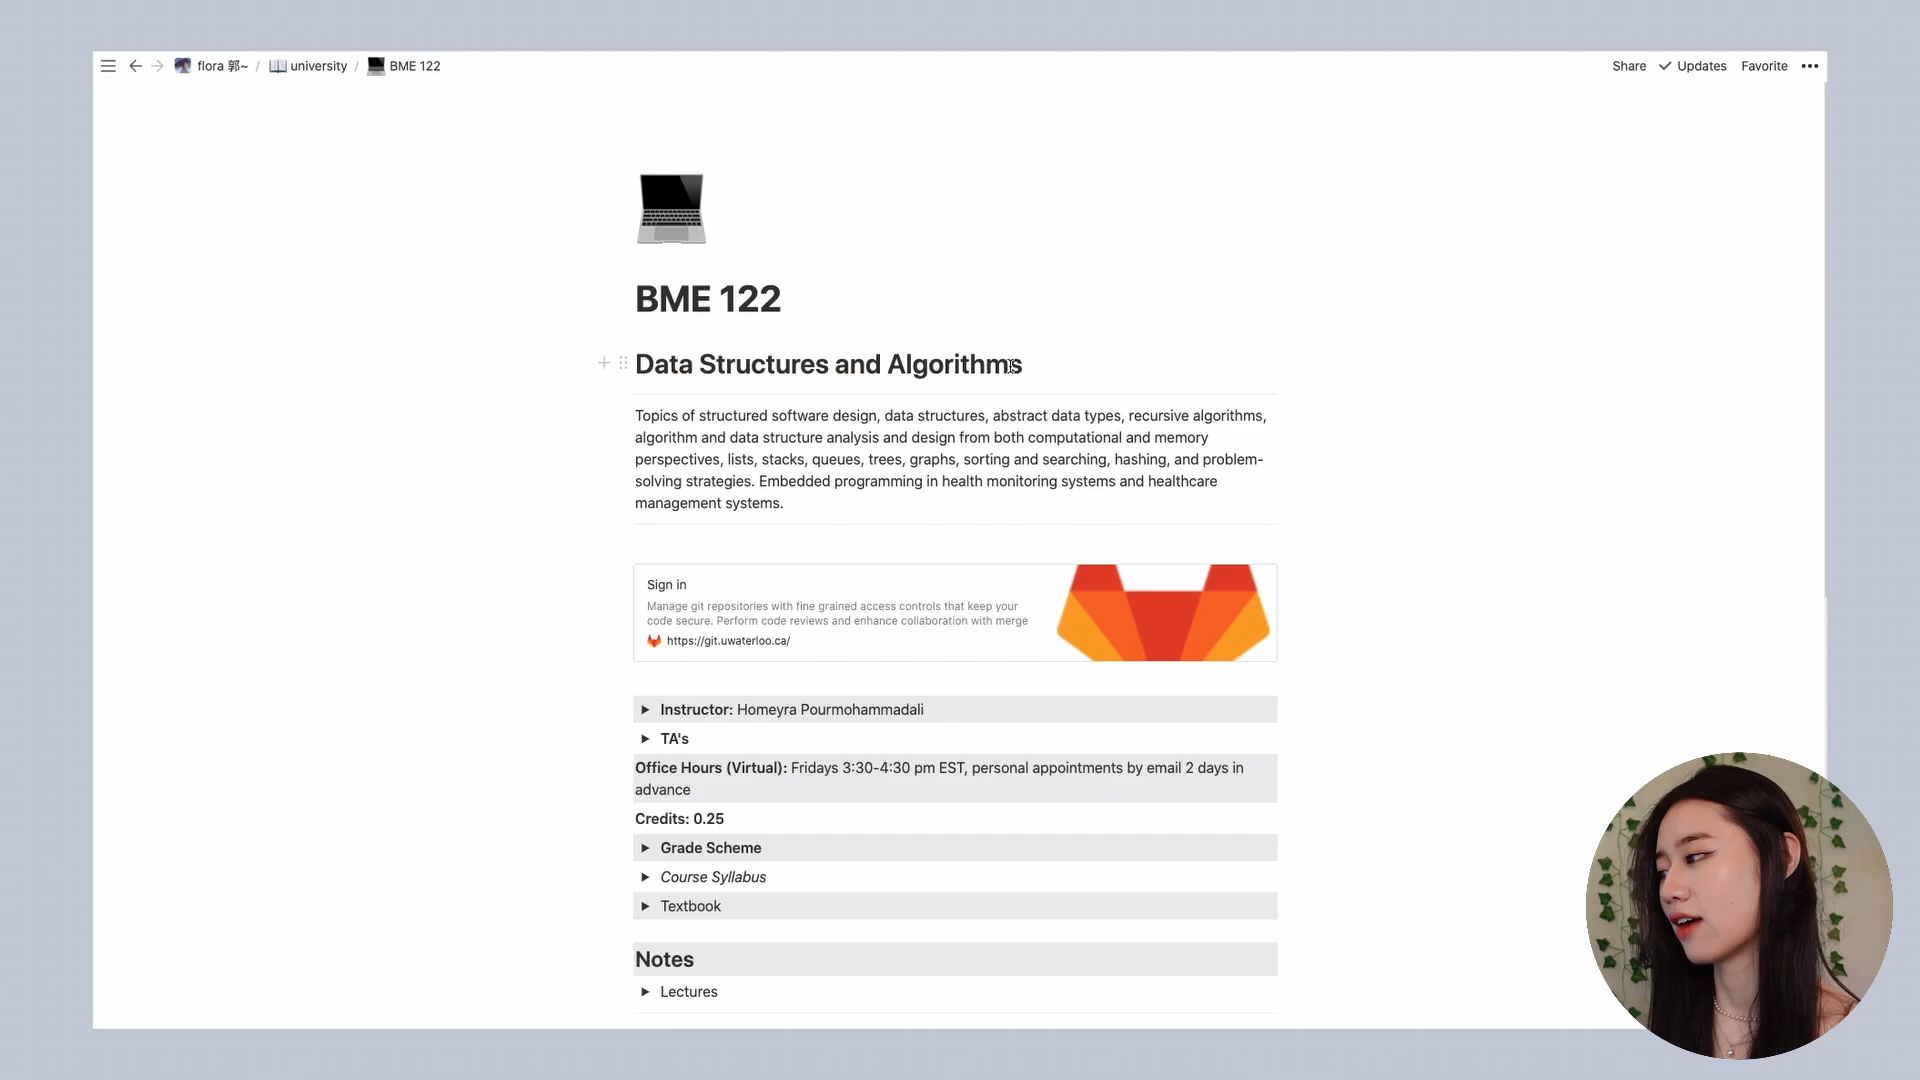 flora 郭~ / university / BME 122
Share Updates Favorite
BME 122
Data Structures and Algorithms
Topics of structured software design, data structures, abstract data types, recursive algorithms,
algorithm and data structure analysis and design from both computational and memory
perspectives, lists, stacks, queues, trees, graphs, sorting and searching, hashing, and problem-
solving strategies. Embedded programming in health monitoring systems and healthcare
management systems.
Sign in
Manage git repositories with fine grained access controls that keep your
code secure. Perform code reviews and enhance collaboration with merge
https://git.uwaterloo.ca/
Instructor: Homeyra Pourmohammadali
TA's
Office Hours (Virtual): Fridays 3:30-4:30 pm EST, personal appointments by email 2 days in
advance
Credits: 0.25
Grade Scheme
Course Syllabus
Textbook
Notes
Lectures